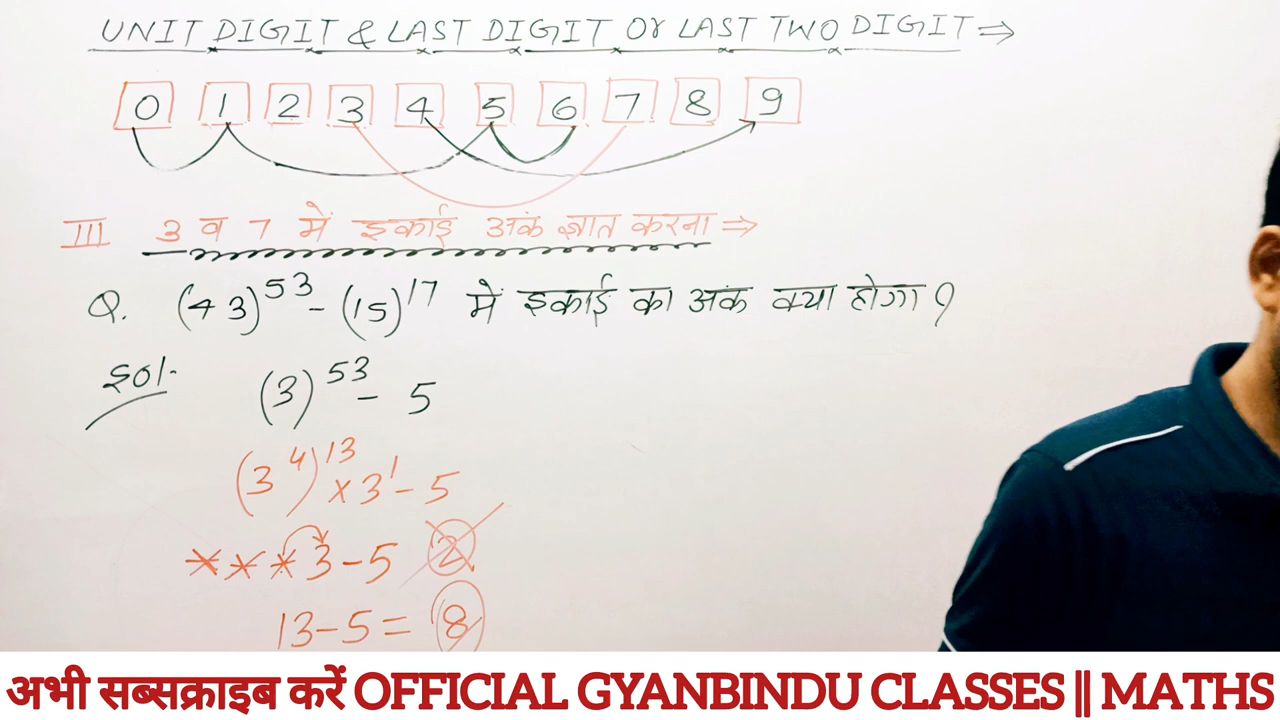 UNIT DIGIT & LAST DIGIT Or LAST TWO DIGIT ⇒
0 1 2 3 4 5 6 7 8 9
III 3 व 7 में इकाई अंक ज्ञात करना ⇒
Q. (43)^53 - (15)^17 में इकाई का अंक क्या होगा ?
Sol.
(3)^53 - 5
(3^4)^13 × 3^1 - 5
***3 - 5 2
13 - 5 = 8
अभी सब्सक्राइब करें OFFICIAL GYANBINDU CLASSES || MATHS